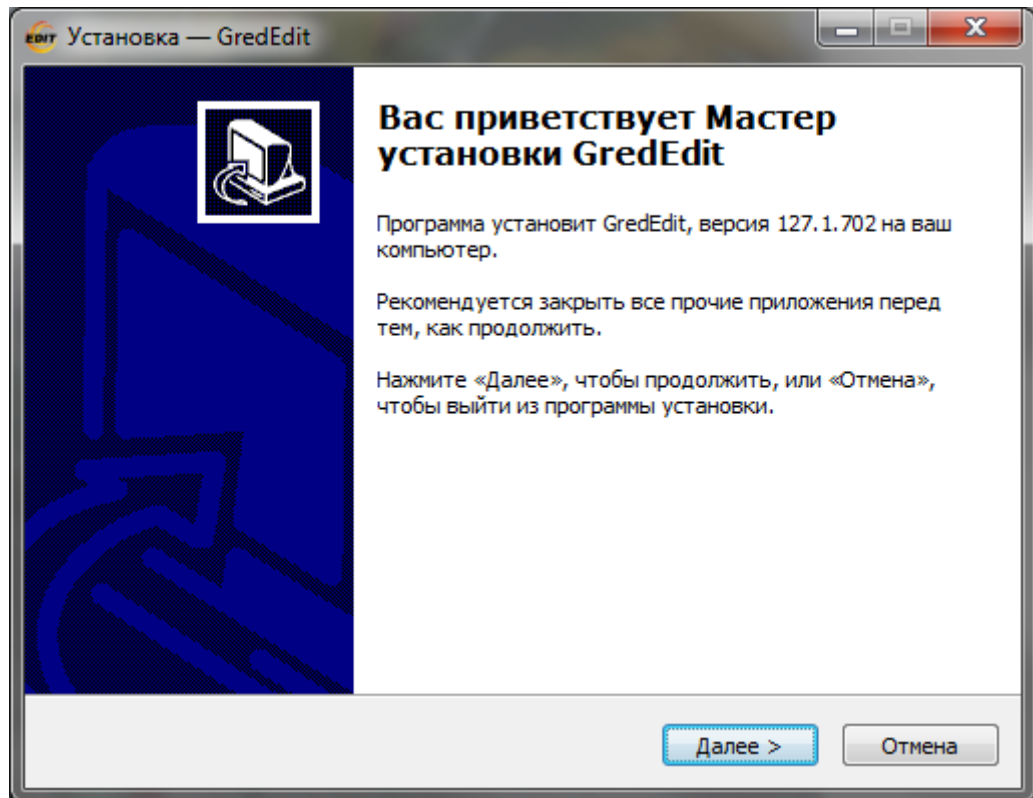 EDIT Установка — GredEdit
Вас приветствует Мастер
установки GredEdit
Программа установит GredEdit, версия 127.1.702 на ваш
компьютер.
Рекомендуется закрыть все прочие приложения перед
тем, как продолжить.
Нажмите «Далее», чтобы продолжить, или «Отмена»,
чтобы выйти из программы установки.
Далее >
Отмена